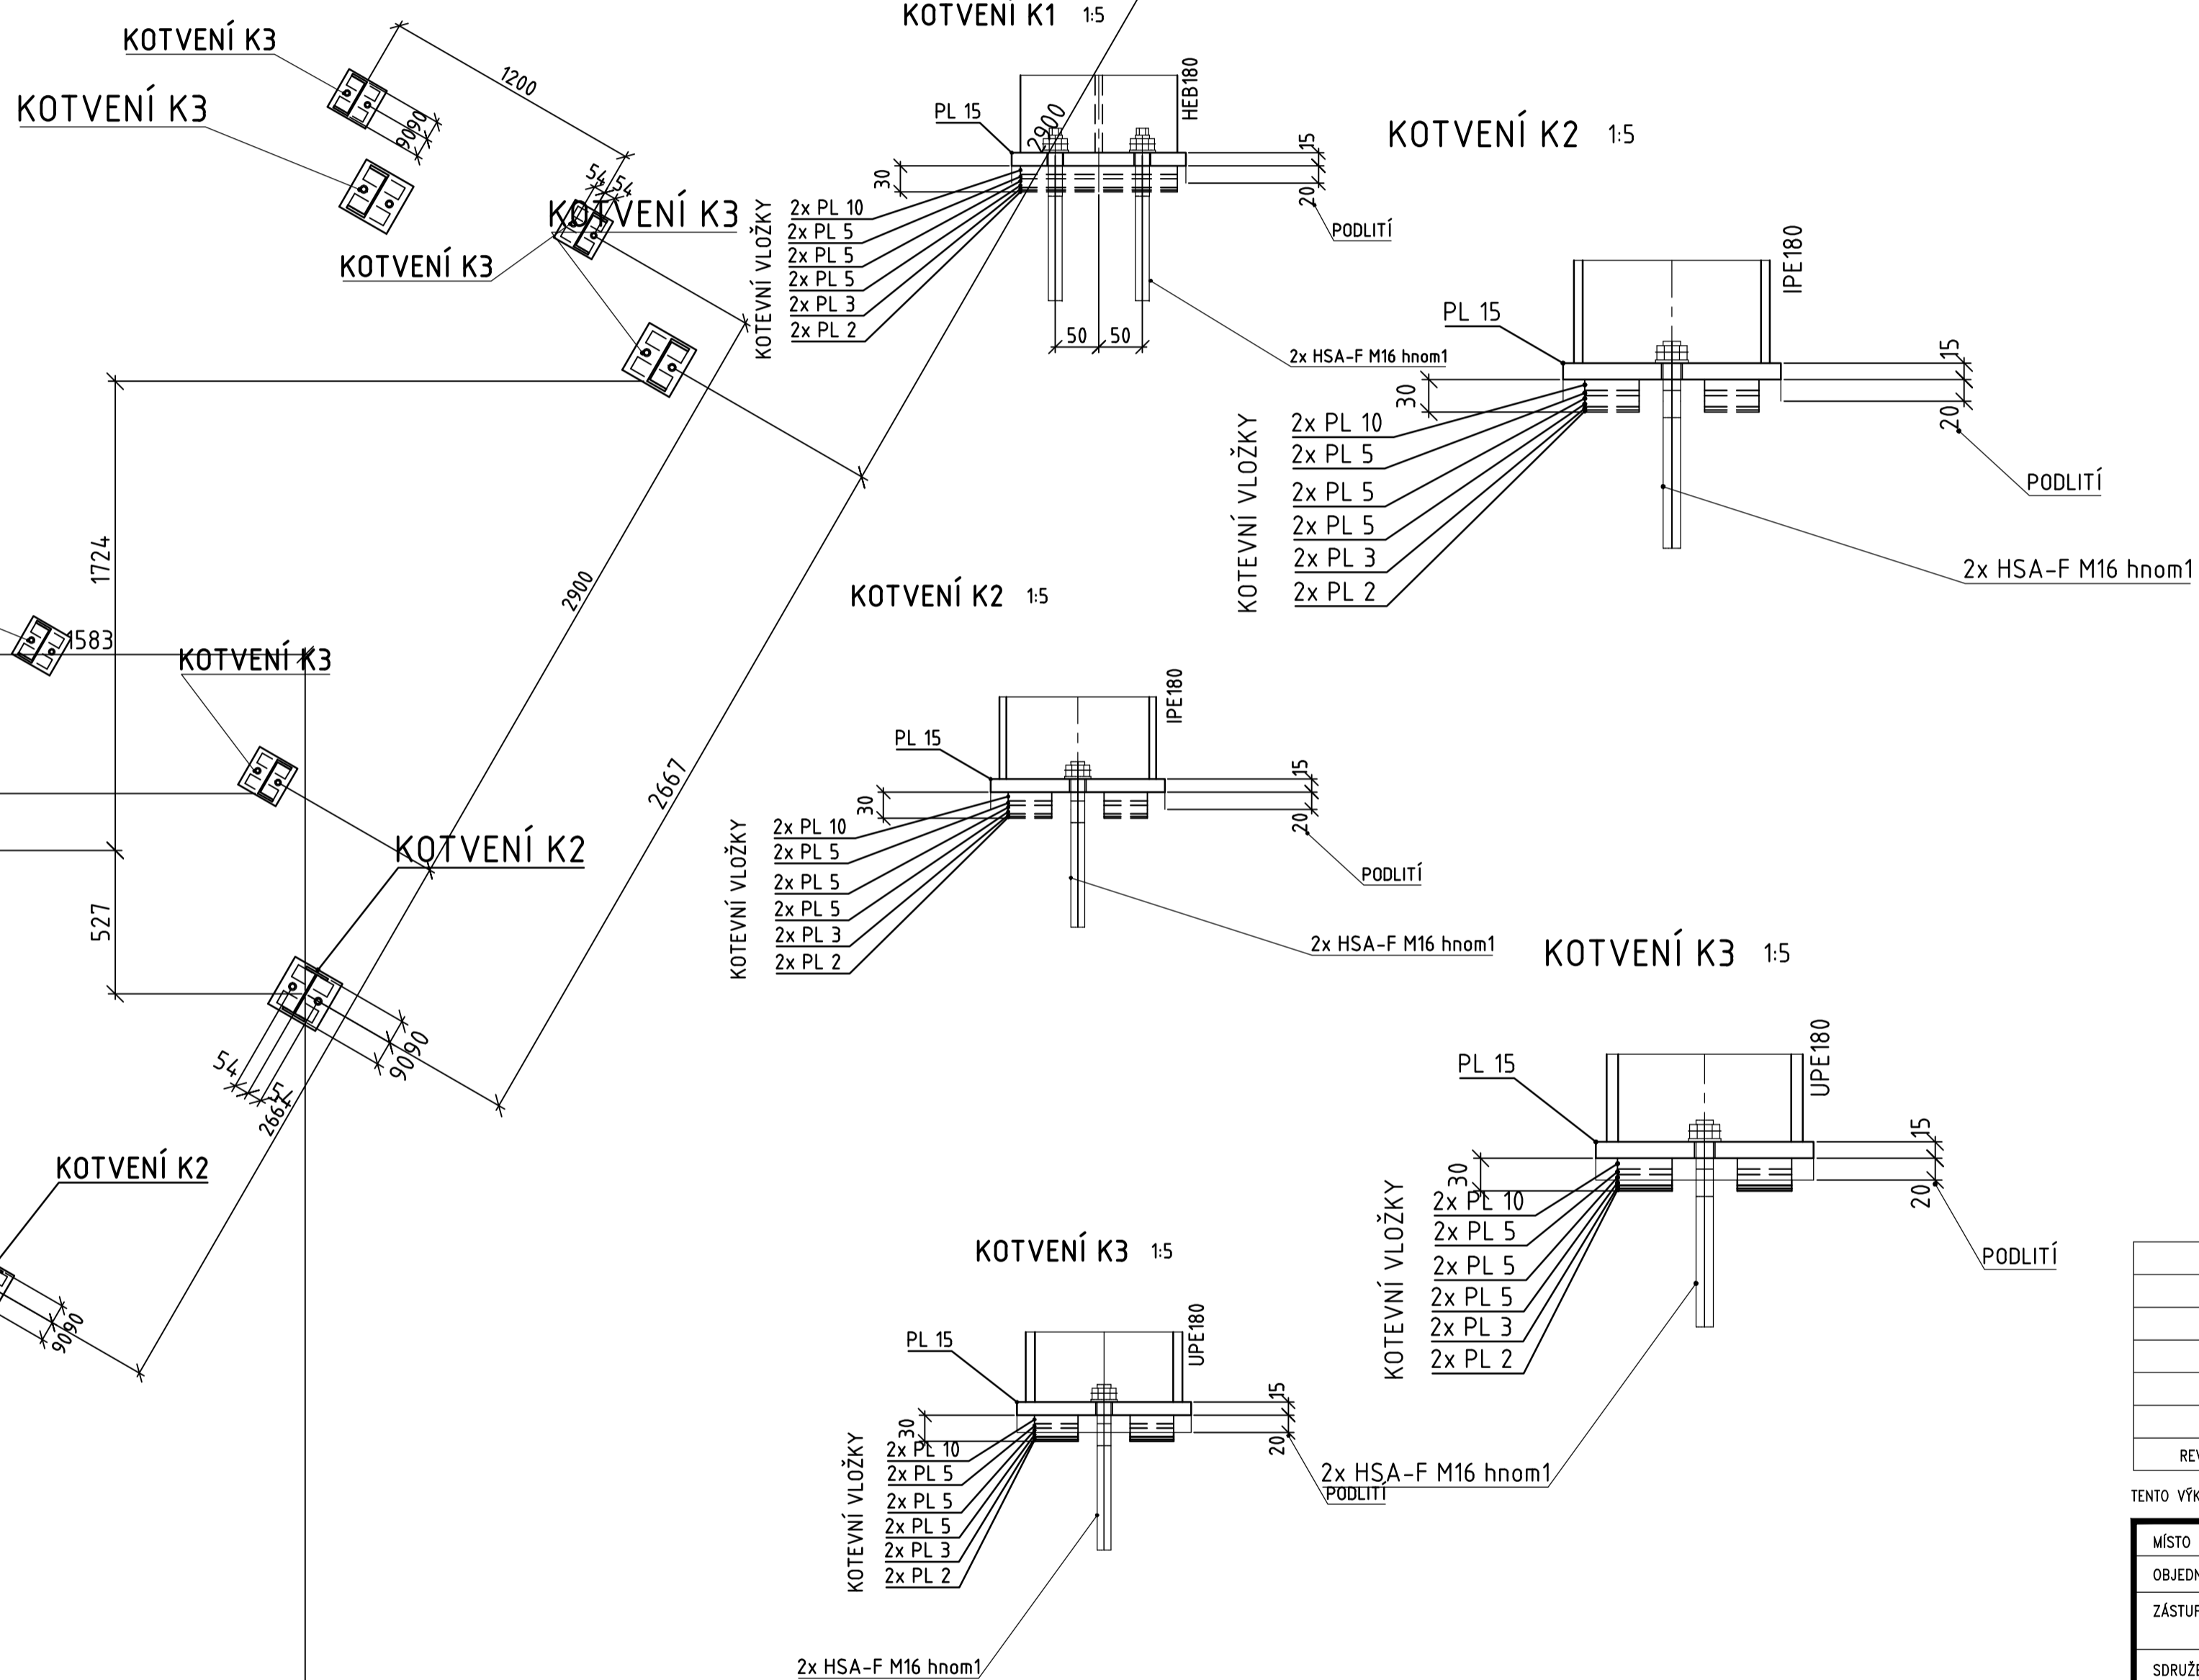 KOTVENÍ K1 1:5
KOTVENÍ K3
1200
9090
KOTVENÍ K3
54
54
KOTVENÍ K3
KOTVENÍ K3
HEB180
PL 15
2900
30
15
20
PODLITÍ
KOTEVNÍ VLOŽKY
2x PL 10
2x PL 5
2x PL 5
2x PL 5
2x PL 3
2x PL 2
50
50
2x HSA-F M16 hnom1
KOTVENÍ K2 1:5
IPE180
PL 15
30
15
20
PODLITÍ
KOTEVNÍ VLOŽKY
2x PL 10
2x PL 5
2x PL 5
2x PL 5
2x PL 3
2x PL 2
2x HSA-F M16 hnom1
1724
2900
1583
KOTVENÍ K3
2667
KOTVENÍ K2
527
9090
54
54
KOTVENÍ K2
9090
KOTVENÍ K2 1:5
IPE180
PL 15
30
15
20
PODLITÍ
KOTEVNÍ VLOŽKY
2x PL 10
2x PL 5
2x PL 5
2x PL 5
2x PL 3
2x PL 2
2x HSA-F M16 hnom1
KOTVENÍ K3 1:5
UPE180
PL 15
30
15
20
PODLITÍ
KOTEVNÍ VLOŽKY
2x PL 10
2x PL 5
2x PL 5
2x PL 5
2x PL 3
2x PL 2
2x HSA-F M16 hnom1
KOTVENÍ K3 1:5
UPE180
PL 15
30
15
20
PODLITÍ
KOTEVNÍ VLOŽKY
2x PL 10
2x PL 5
2x PL 5
2x PL 5
2x PL 3
2x PL 2
2x HSA-F M16 hnom1
TENTO
MÍSTO